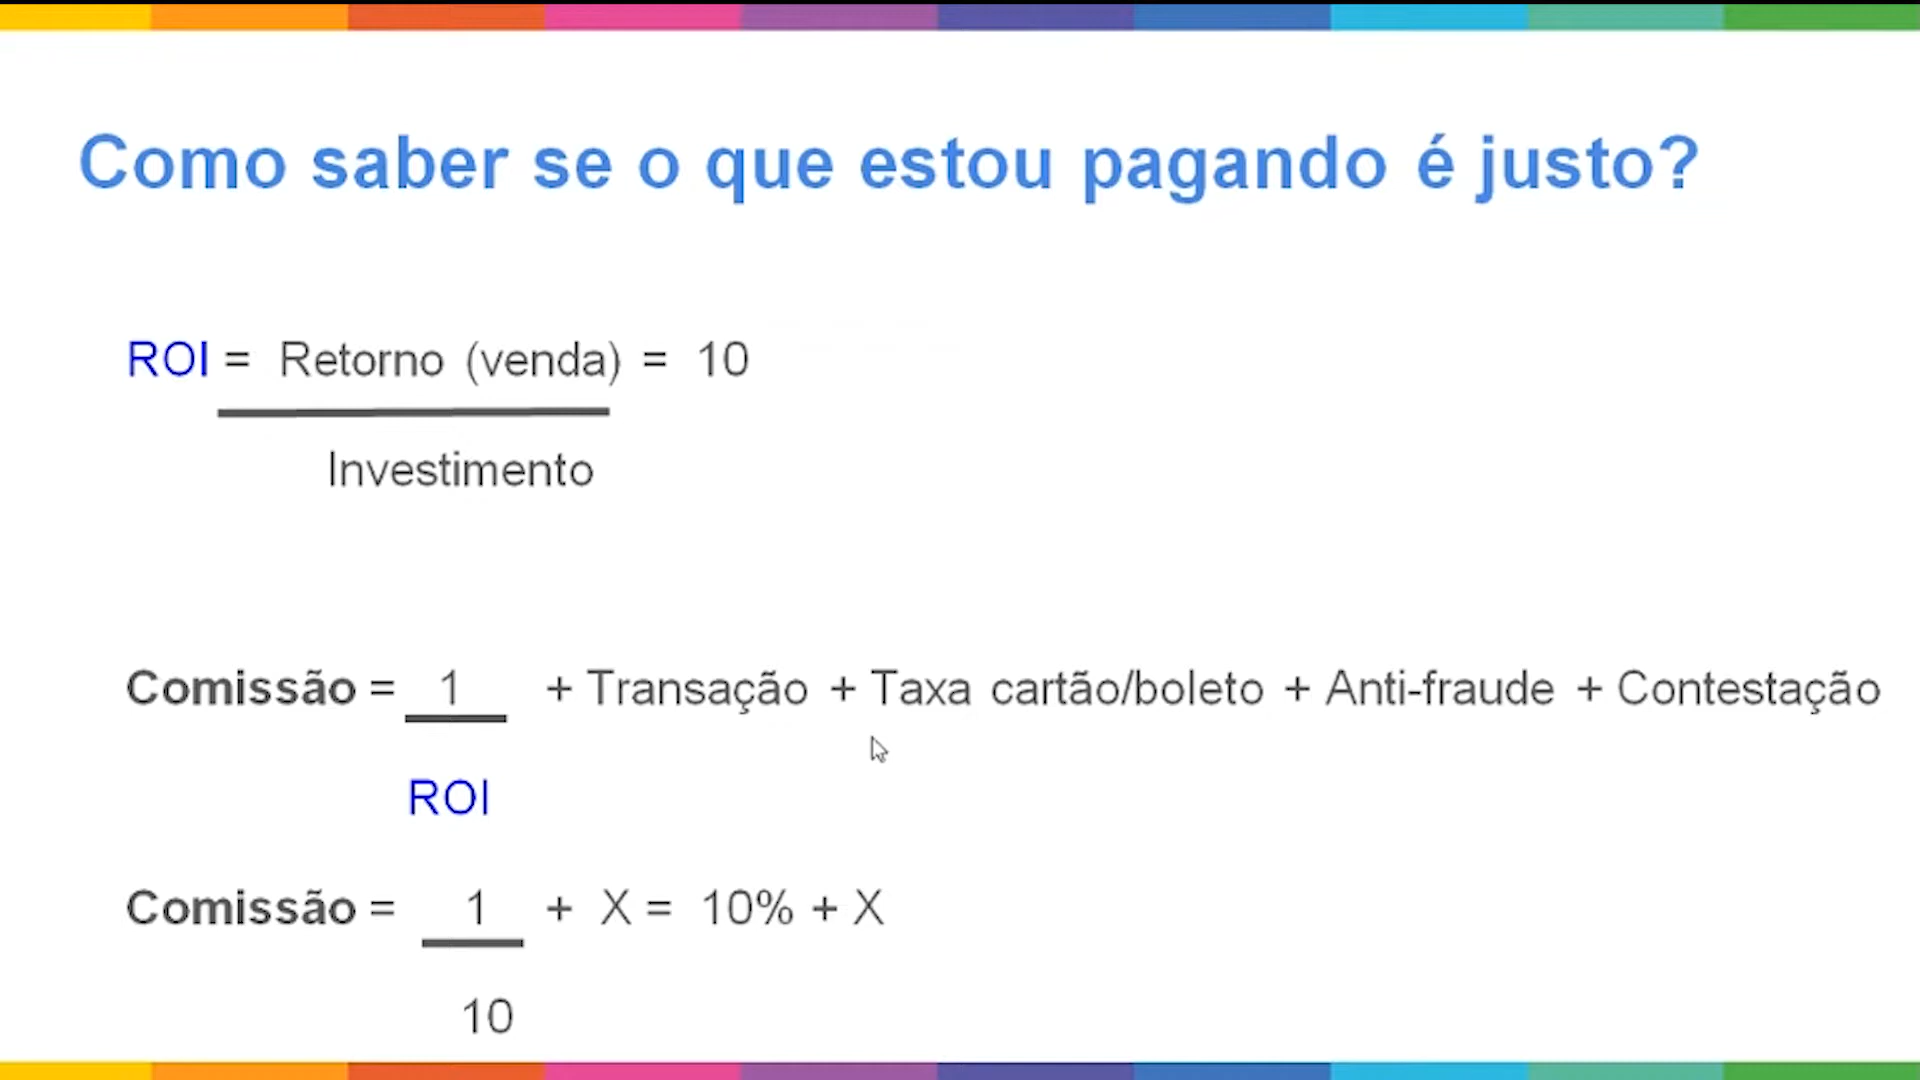 Como saber se o que estou pagando é justo?
ROI = Retorno (venda) = 10
Investimento
Comissão = 1 + Transação + Taxa cartão/boleto + Anti-fraude + Contestação
ROI
Comissão = 1 + X = 10% + X
10